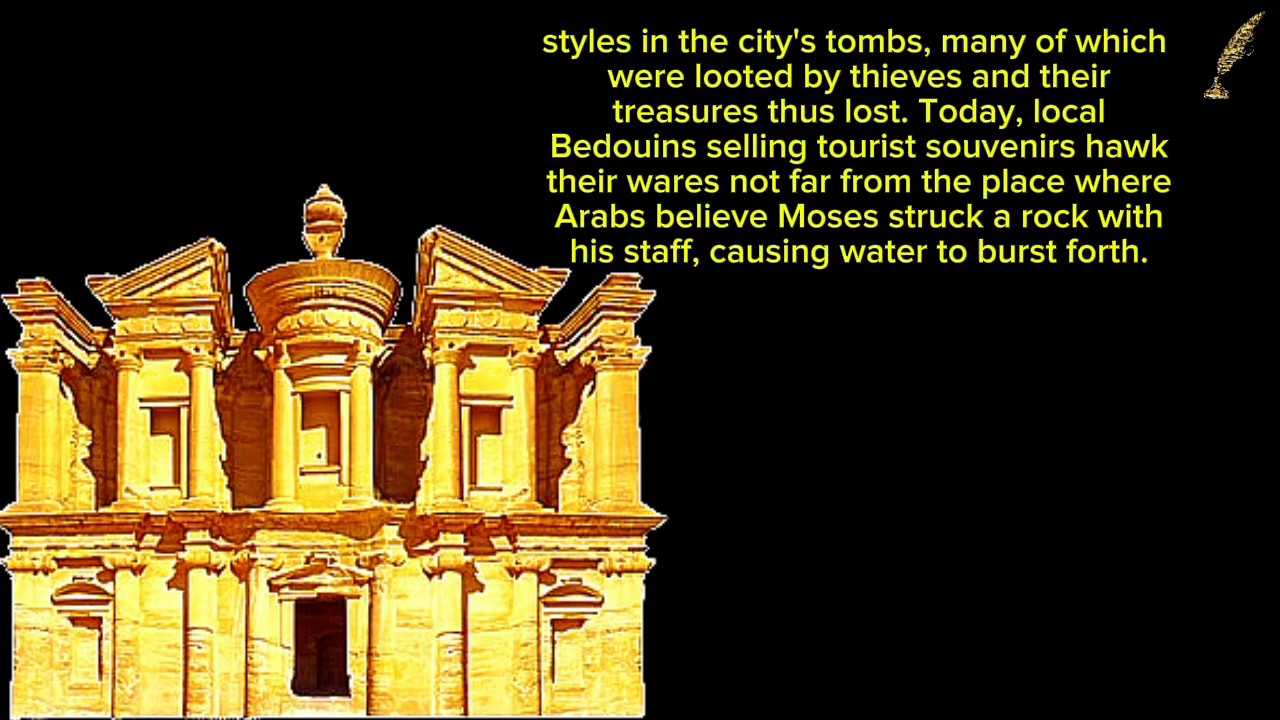 styles in the city's tombs, many of which
were looted by thieves and their
treasures thus lost. Today, local
Bedouins selling tourist souvenirs hawk
their wares not far from the place where
Arabs believe Moses struck a rock with
his staff, causing water to burst forth.